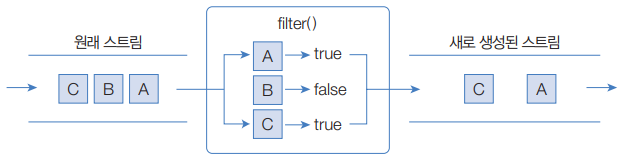 원래 스트림
C B A
filter()
A true
B false
C true
새로 생성된 스트림
C A